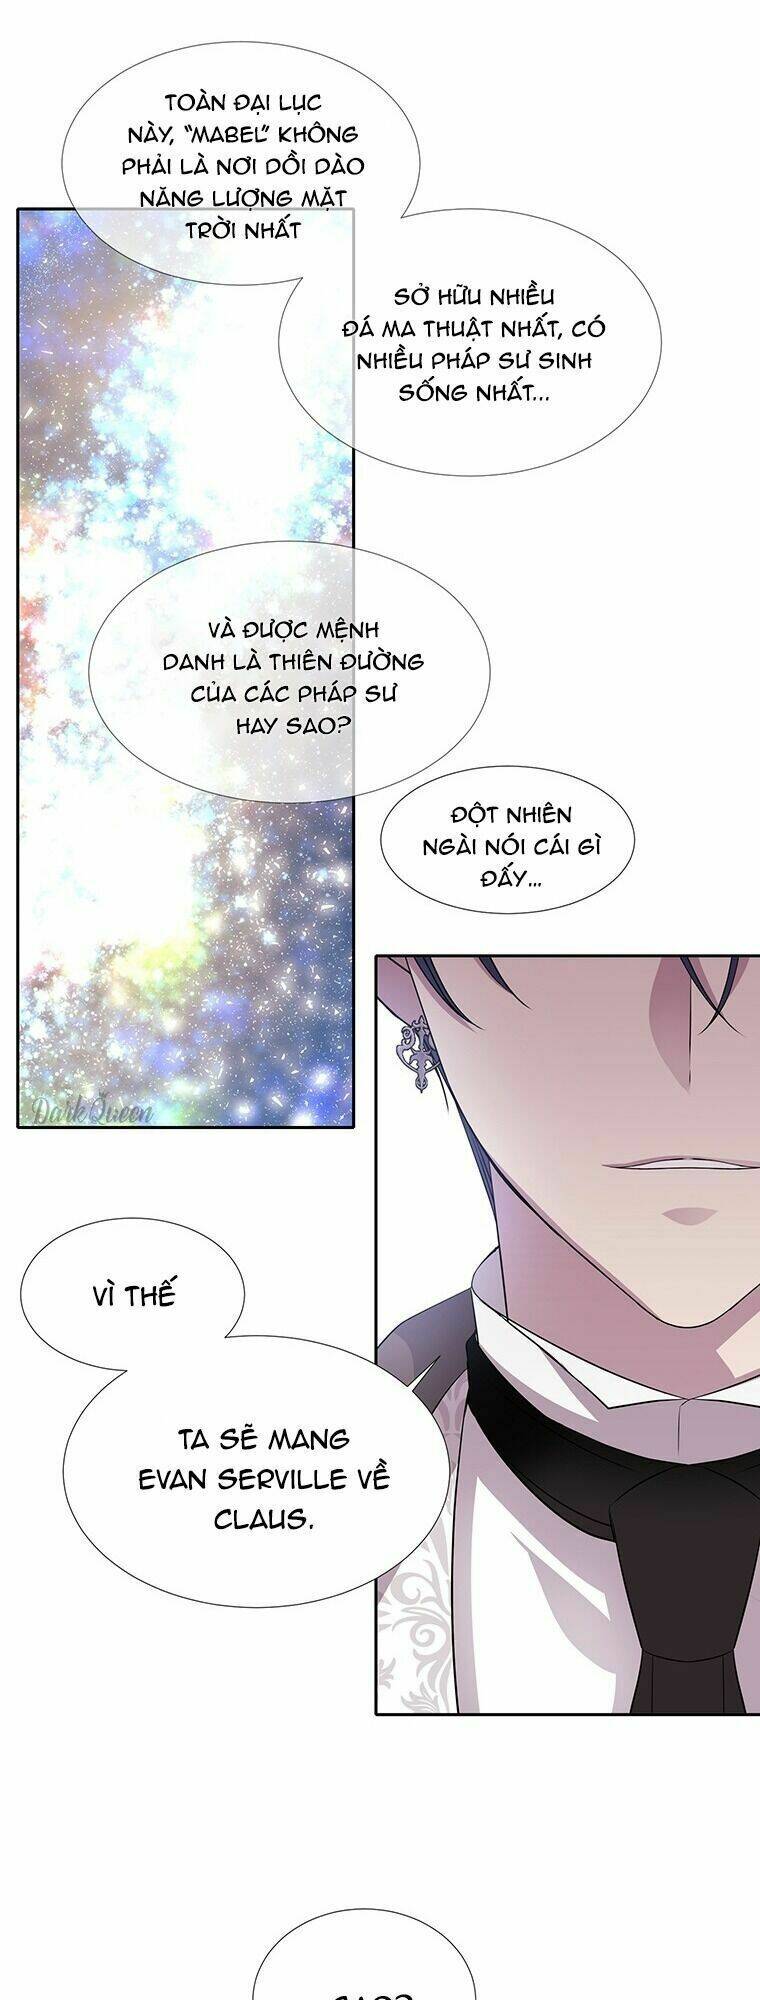 TOÀN ĐẠI LỤC
NÀY, "MABEL" KHÔNG
PHẢI LÀ NƠI DỒI DÀO
NĂNG LƯỢNG MẶT
TRỜI NHẤT
SỞ HỮU NHIỀU
ĐÁ MA THUẬT NHẤT, CÓ
NHIỀU PHÁP SƯ SINH
SỐNG NHẤT...
VÀ ĐƯỢC MỆNH
DANH LÀ THIÊN ĐƯỜNG
CỦA CÁC PHÁP SƯ
HAY SAO?
ĐỘT NHIÊN
NGÀI NÓI CÁI GÌ
ĐẤY...
DarkQueen
VÌ THẾ
TA SẼ MANG
EVAN SERVILLE VỀ
CLAUS.